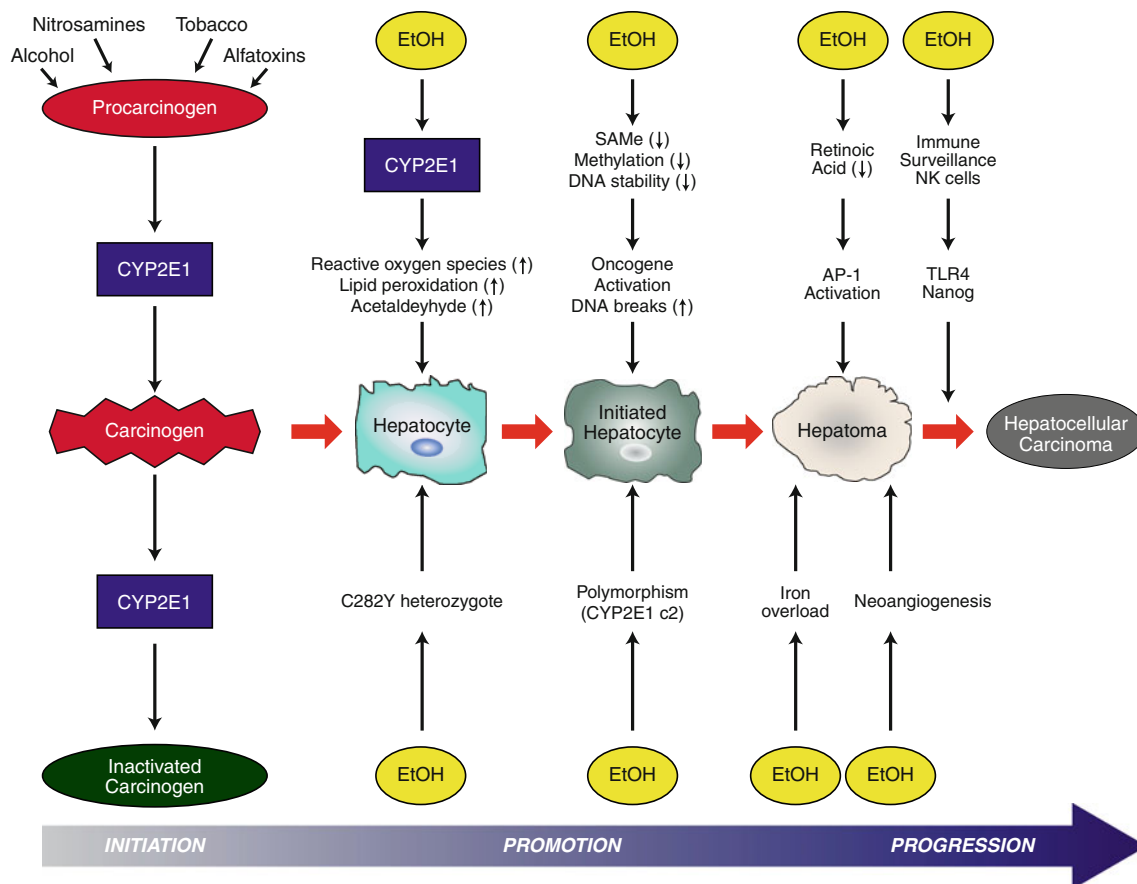 Nitrosamines
Tobacco
Alcohol
Alfatoxins
Procarcinogen
CYP2E1
Carcinogen
CYP2E1
Inactivated
Carcinogen
EtOH
CYP2E1
Reactive oxygen species (↑)
Lipid peroxidation (↑)
Acetaldeyhyde (↑)
Hepatocyte
C282Y heterozygote
EtOH
EtOH
SAMe (↓)
Methylation (↓)
DNA stability (↓)
Oncogene
Activation
DNA breaks (↑)
Initiated
Hepatocyte
Polymorphism
(CYP2E1 c2)
EtOH
EtOH
Retinoic
Acid (↓)
AP-1
Activation
Hepatoma
Iron
overload
EtOH
EtOH
Immune
Surveillance
NK cells
TLR4
Nanog
Neoangiogenesis
EtOH
Hepatocellular
Carcinoma
INITIATION
PROMOTION
PROGRESSION